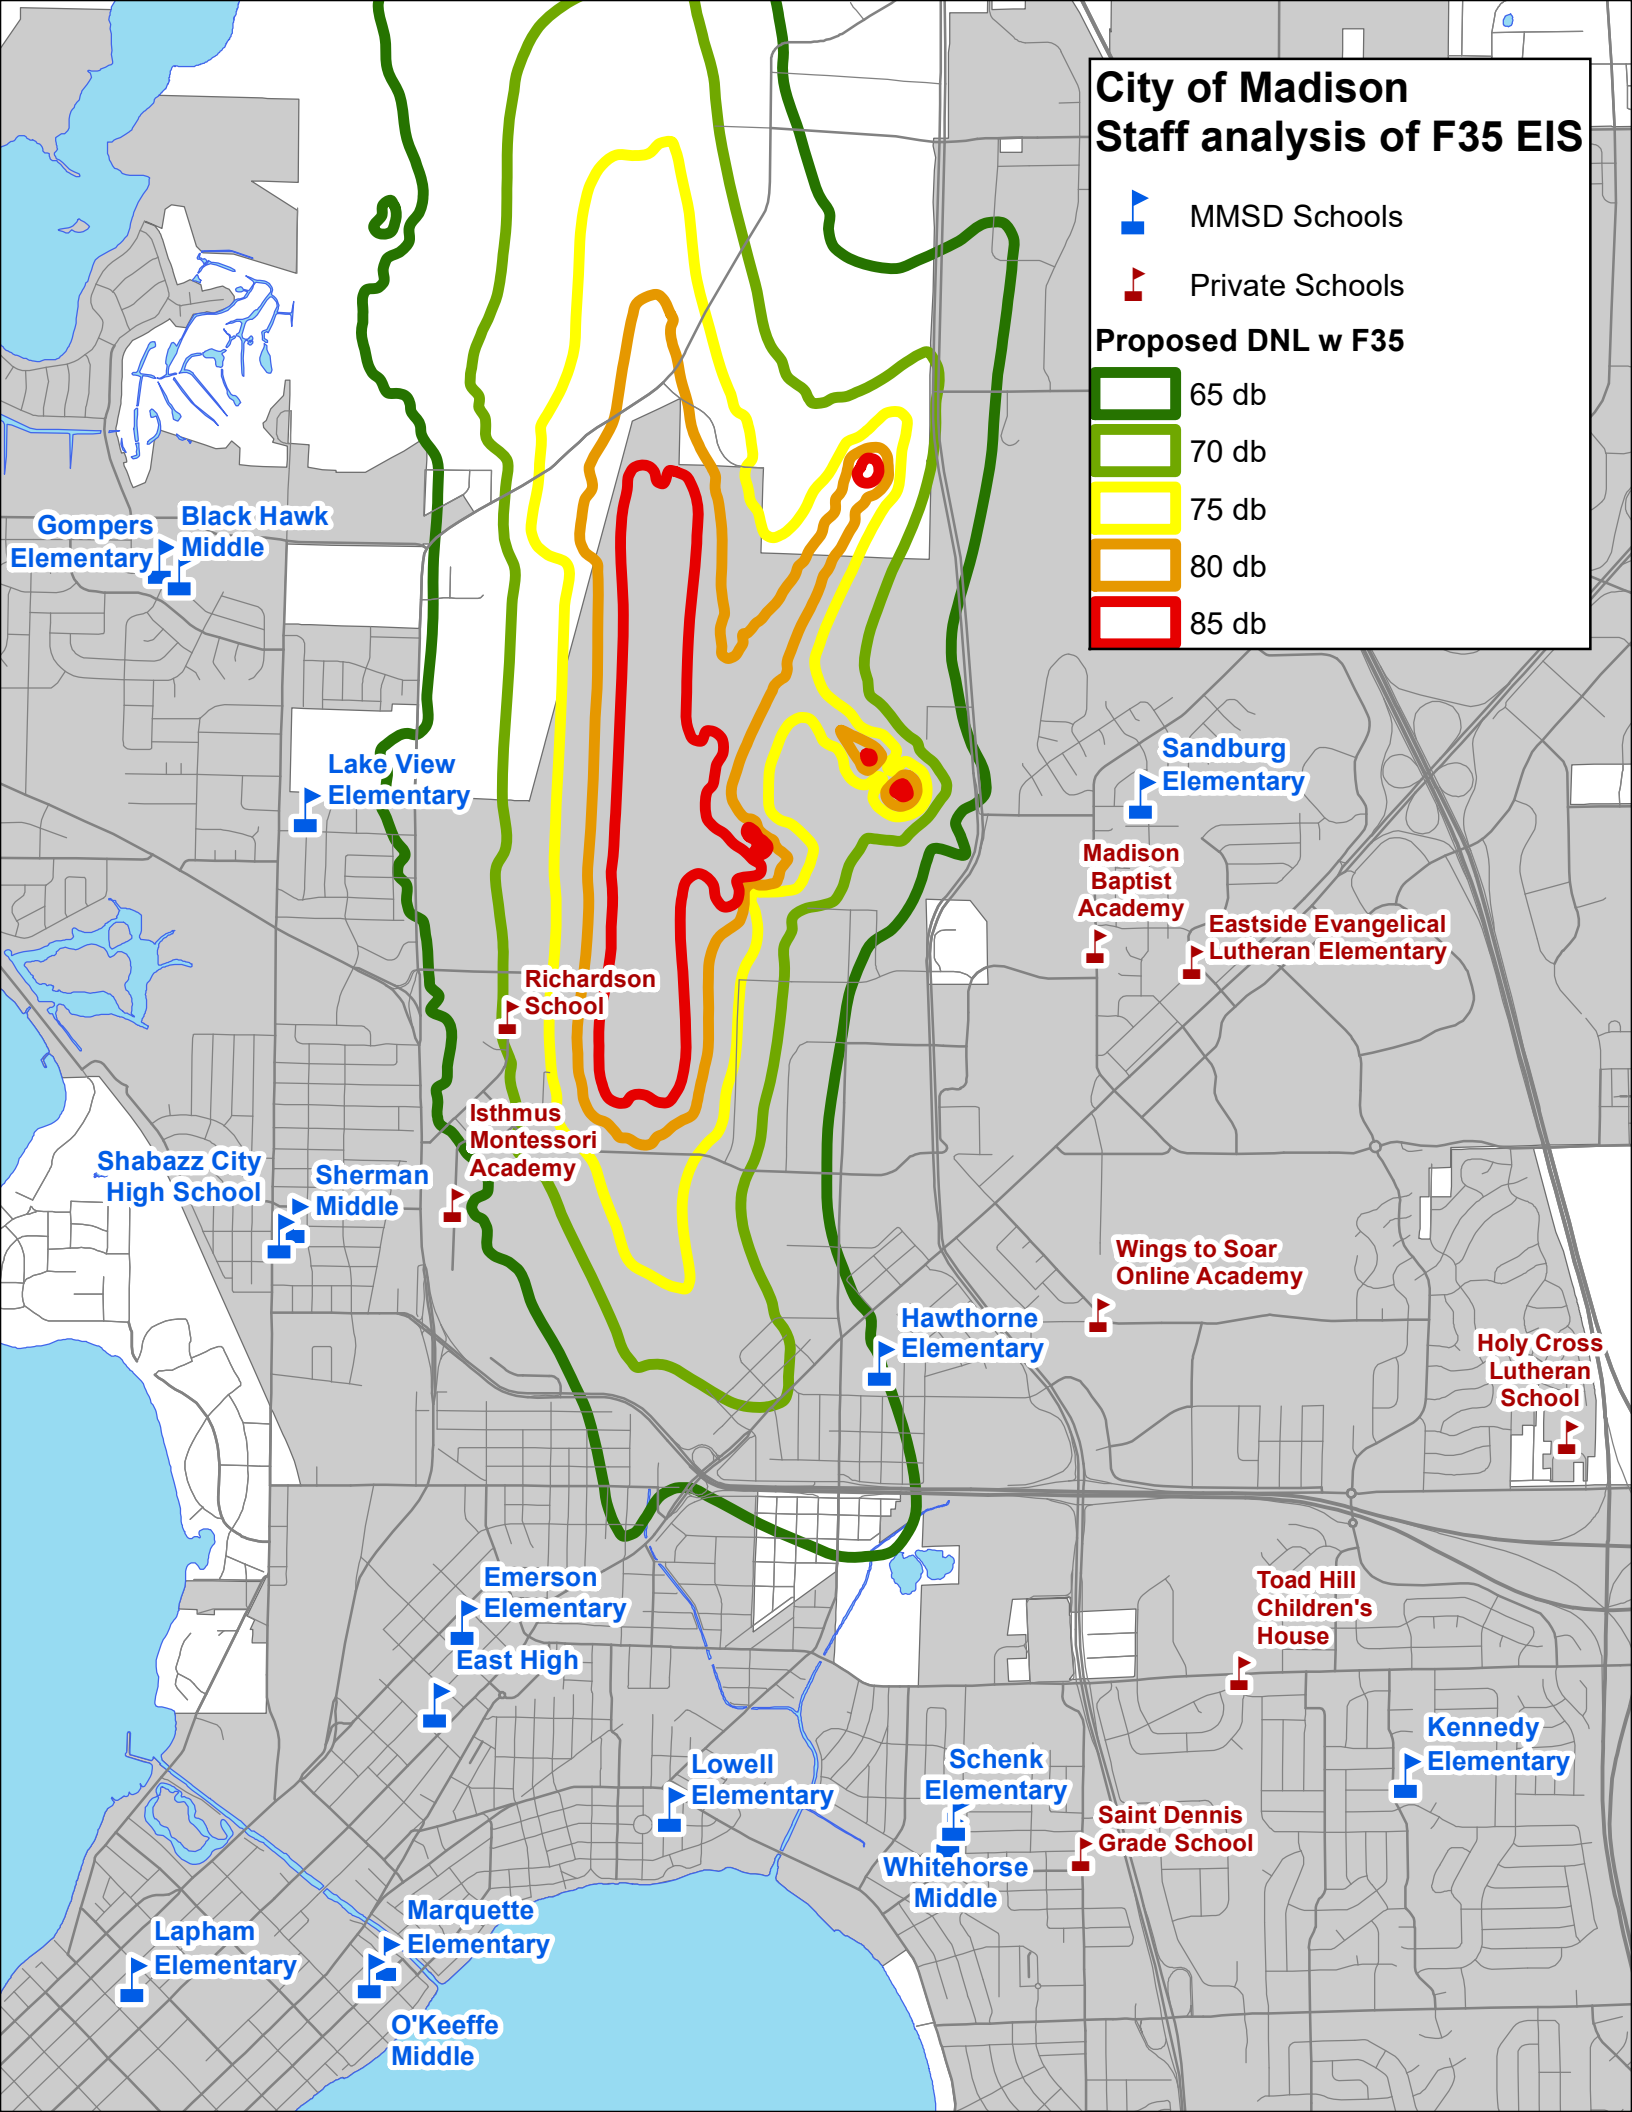 City of Madison
Staff analysis of F35 EIS
MMSD Schools
Private Schools
Proposed DNL w F35
65 db
70 db
75 db
80 db
85 db
Gompers
Elementary
Black Hawk
Middle
Lake View
Elementary
Sandburg
Elementary
Madison
Baptist
Academy
Eastside Evangelical
Lutheran Elementary
Richardson
School
Isthmus
Montessori
Academy
Shabazz City
High School
Sherman
Middle
Wings to Soar
Online Academy
Hawthorne
Elementary
Holy Cross
Lutheran
School
Emerson
Elementary
East High
Toad Hill
Children's
House
Kennedy
Elementary
Lowell
Elementary
Schenk
Elementary
Saint Dennis
Grade School
Whitehorse
Middle
Marquette
Elementary
Lapham
Elementary
O'Keeffe
Middle